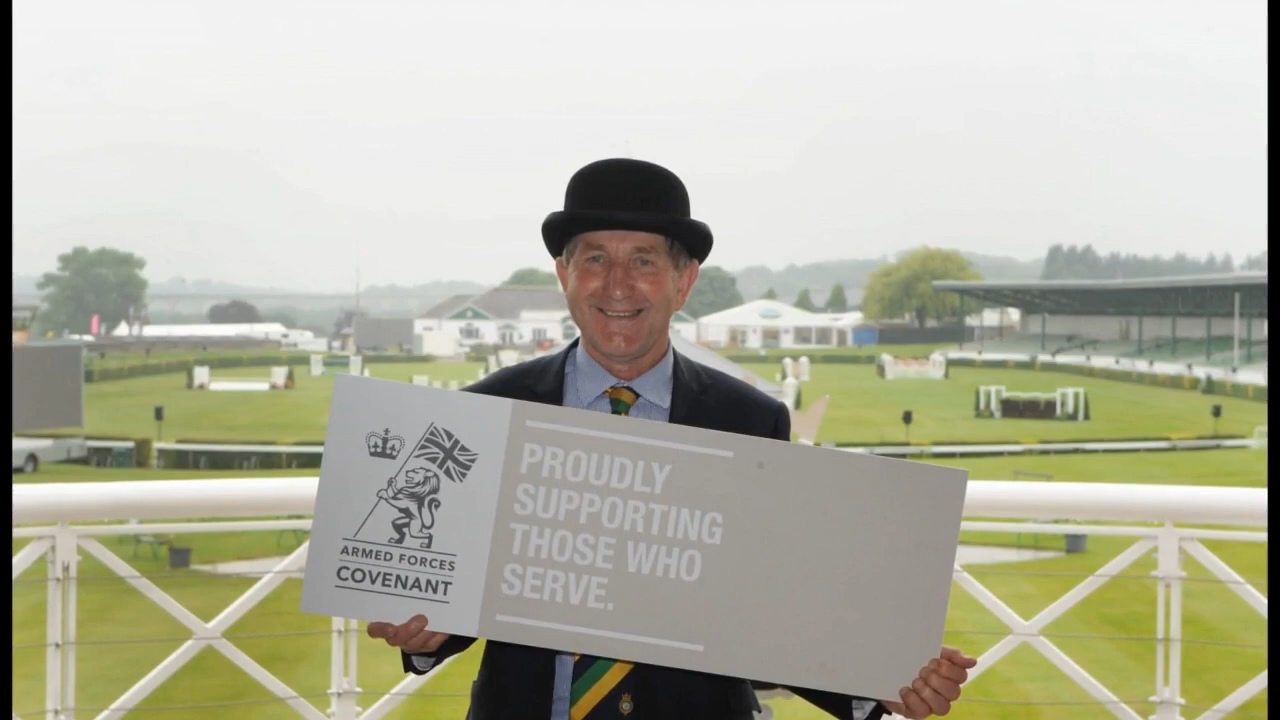 ARMED FORCES
COVENANT
PROUDLY
SUPPORTING
THOSE WHO
SERVE.